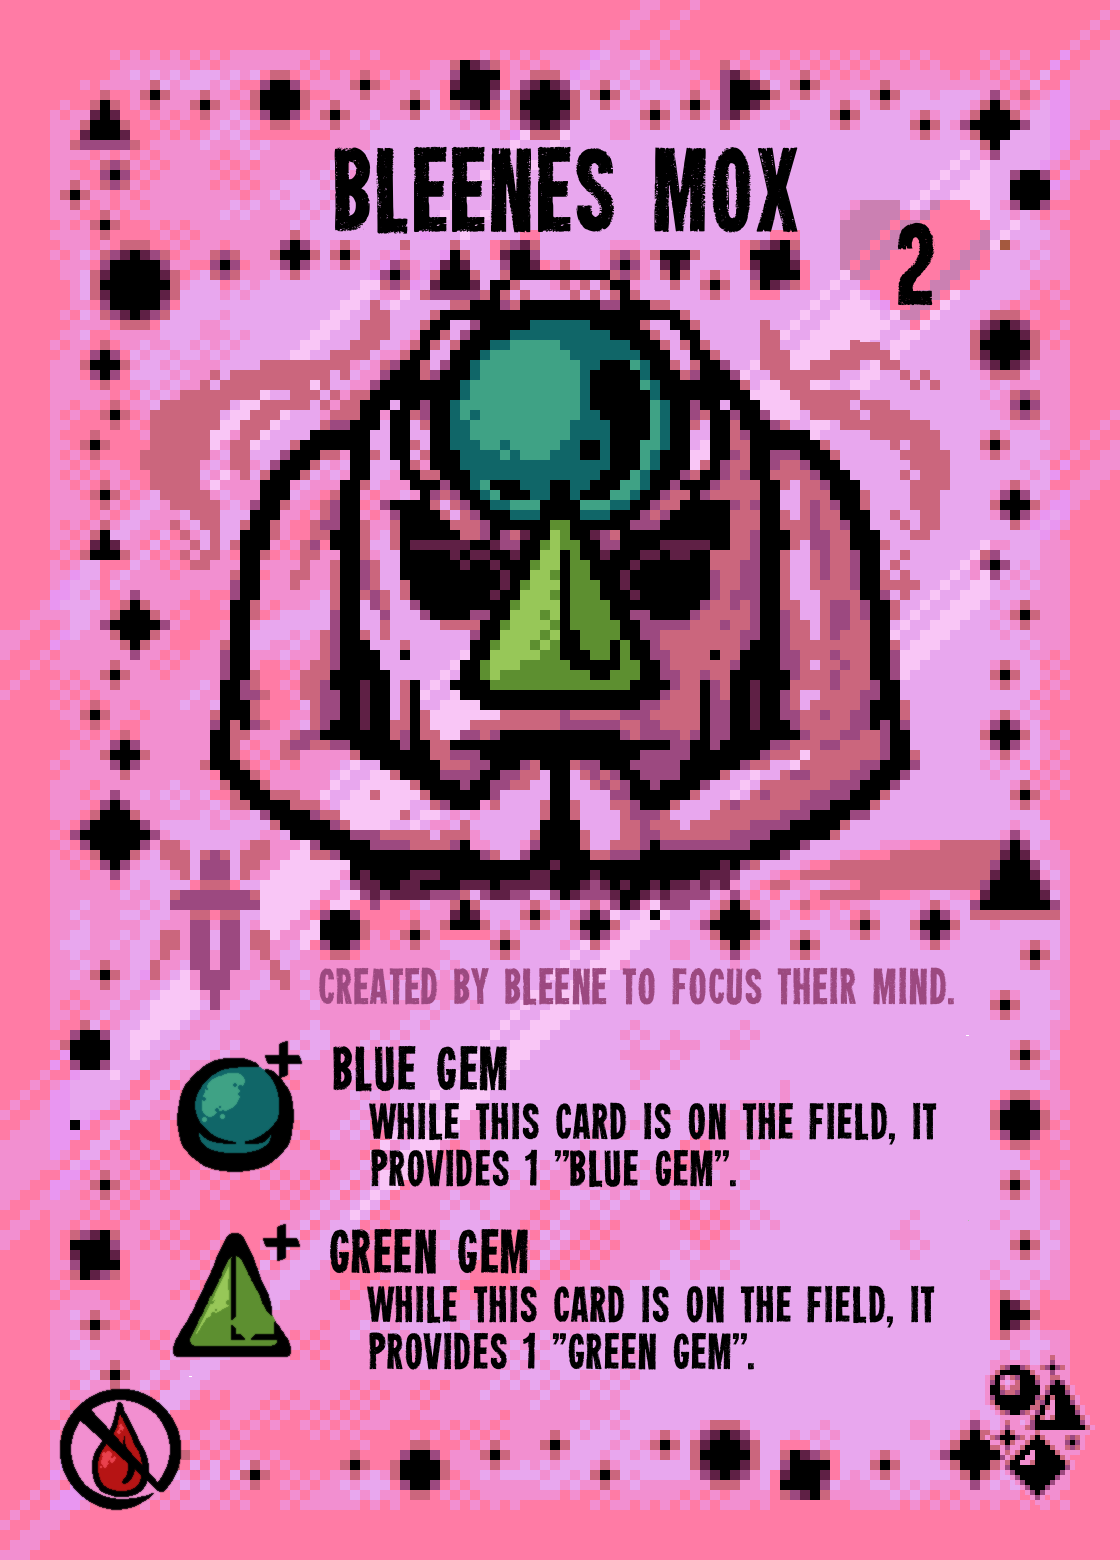 BLEENES MOX
2
CREATED BY BLEENE TO FOCUS THEIR MIND.
BLUE GEM
WHILE THIS CARD IS ON THE FIELD, IT
PROVIDES 1 "BLUE GEM".
GREEN GEM
WHILE THIS CARD IS ON THE FIELD, IT
PROVIDES 1 "GREEN GEM".